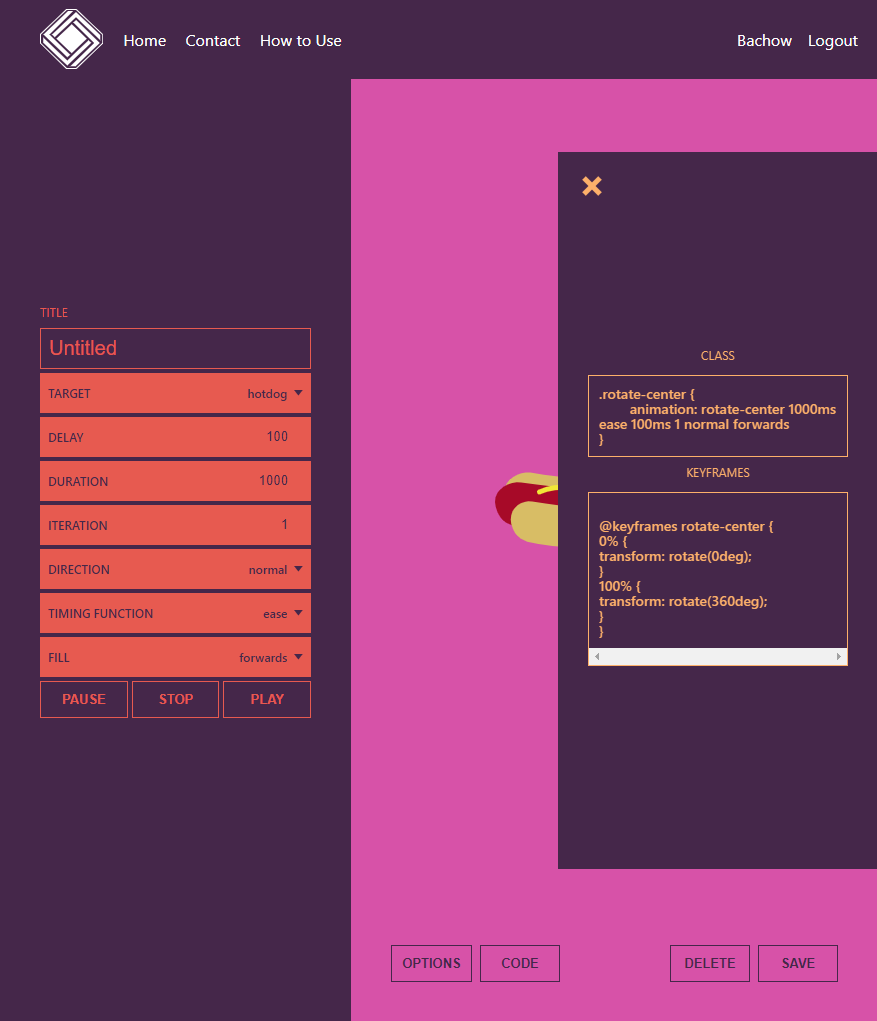 Home Contact How to Use Bachow Logout
TITLE
Untitled
TARGET hotdog
DELAY 100
DURATION 1000
ITERATION 1
DIRECTION normal
TIMING FUNCTION ease
FILL forwards
PAUSE STOP PLAY
CLASS
.rotate-center {
animation: rotate-center 1000ms
ease 100ms 1 normal forwards
}
KEYFRAMES
@keyframes rotate-center {
0% {
transform: rotate(0deg);
}
100% {
transform: rotate(360deg);
}
}
OPTIONS CODE DELETE SAVE